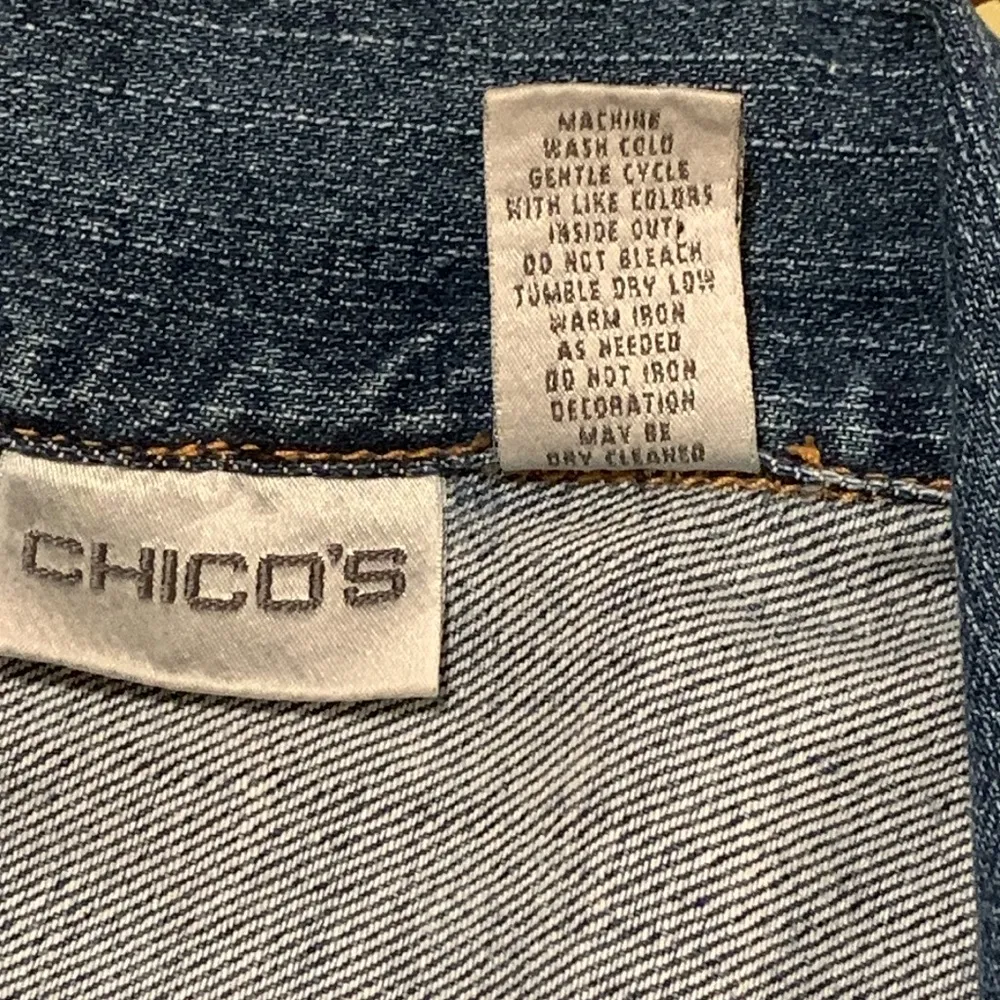 MACHINE
WASH COLD
GENTLE CYCLE
WITH LIKE COLORS
INSIDE OUT
DO NOT BLEACH
TUMBLE DRY LOW
WARM IRON
AS NEEDED
DO NOT IRON
DECORATION
MAY BE
DRY CLEANED
CHICO'S